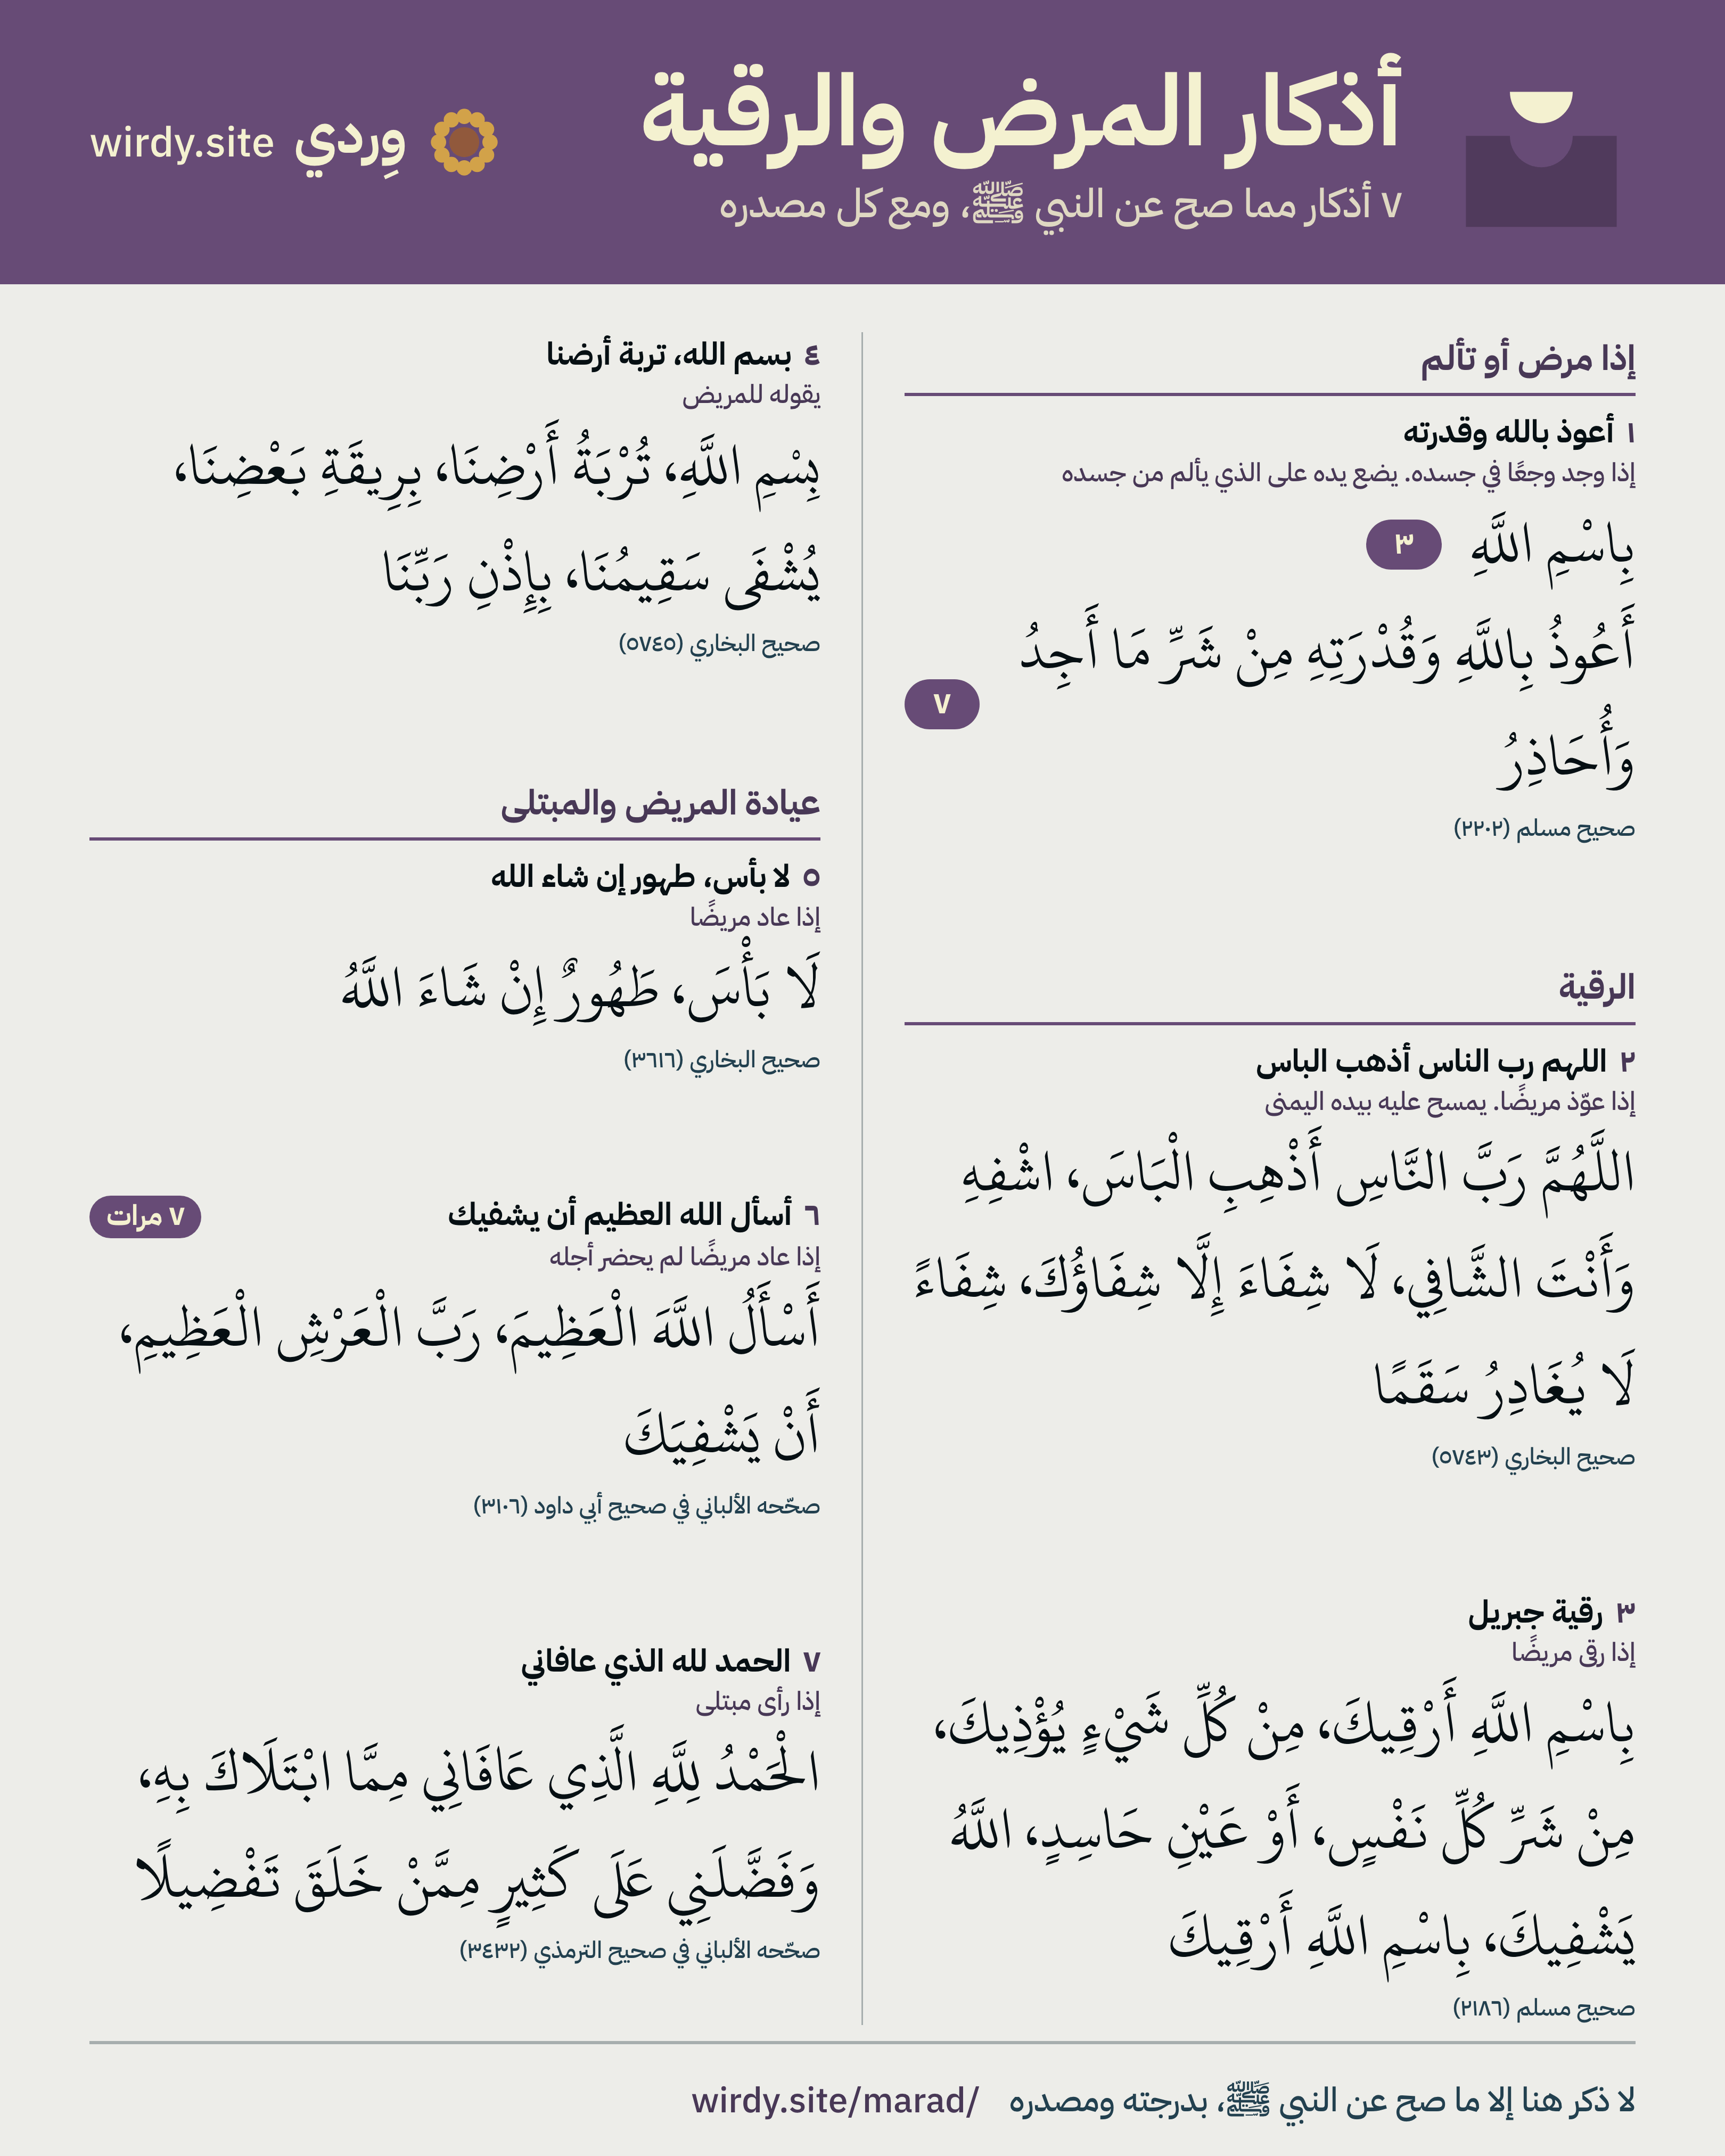 أذكار المرض والرقية
٧ أذكار مما صح عن النبي ﷺ، ومع كل مصدره
وِردي wirdy.site
إذا مرض أو تألم
١ أعوذ بالله وقدرته
إذا وجد وجعًا في جسده. يضع يده على الذي يألم من جسده
بِاسْمِ اللَّهِ ٣
أَعُوذُ بِاللَّهِ وَقُدْرَتِهِ مِنْ شَرِّ مَا أَجِدُ
٧
وَأُحَاذِرُ
صحيح مسلم (٢٢٠٢)
الرقية
٢ اللهم رب الناس أذهب الباس
إذا عوّذ مريضًا. يمسح عليه بيده اليمنى
اللَّهُمَّ رَبَّ النَّاسِ أَذْهِبِ الْبَاسَ، اشْفِهِ
وَأَنْتَ الشَّافِي، لَا شِفَاءَ إِلَّا شِفَاؤُكَ، شِفَاءً
لَا يُغَادِرُ سَقَمًا
صحيح البخاري (٥٧٤٣)
٣ رقية جبريل
إذا رقى مريضًا
بِاسْمِ اللَّهِ أَرْقِيكَ، مِنْ كُلِّ شَيْءٍ يُؤْذِيكَ،
مِنْ شَرِّ كُلِّ نَفْسٍ، أَوْ عَيْنِ حَاسِدٍ، اللَّهُ
يَشْفِيكَ، بِاسْمِ اللَّهِ أَرْقِيكَ
صحيح مسلم (٢١٨٦)
٤ بسم الله، تربة أرضنا
يقوله للمريض
بِسْمِ اللَّهِ، تُرْبَةُ أَرْضِنَا، بِرِيقَةِ بَعْضِنَا،
يُشْفَى سَقِيمُنَا، بِإِذْنِ رَبِّنَا
صحيح البخاري (٥٧٤٥)
عيادة المريض والمبتلى
٥ لا بأس، طهور إن شاء الله
إذا عاد مريضًا
لَا بَأْسَ، طَهُورٌ إِنْ شَاءَ اللَّهُ
صحيح البخاري (٣٦١٦)
٦ أسأل الله العظيم أن يشفيك ٧ مرات
إذا عاد مريضًا لم يحضر أجله
أَسْأَلُ اللَّهَ الْعَظِيمَ، رَبَّ الْعَرْشِ الْعَظِيمِ،
أَنْ يَشْفِيَكَ
صحّحه الألباني في صحيح أبي داود (٣١٠٦)
٧ الحمد لله الذي عافاني
إذا رأى مبتلى
الْحَمْدُ لِلَّهِ الَّذِي عَافَانِي مِمَّا ابْتَلَاكَ بِهِ،
وَفَضَّلَنِي عَلَى كَثِيرٍ مِمَّنْ خَلَقَ تَفْضِيلًا
صحّحه الألباني في صحيح الترمذي (٣٤٣٢)
لا ذكر هنا إلا ما صح عن النبي ﷺ، بدرجته ومصدره wirdy.site/marad/